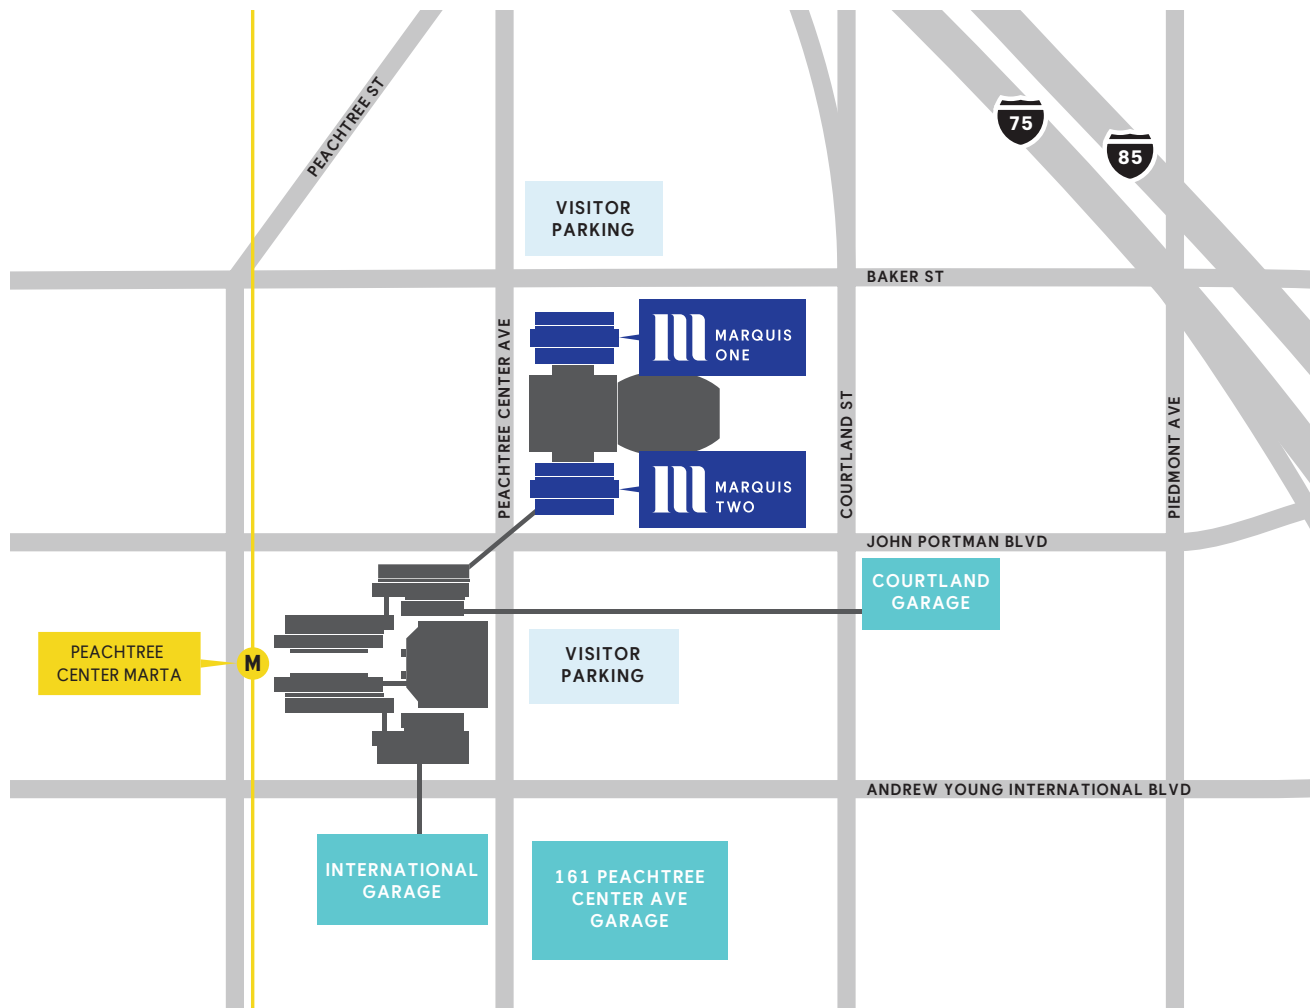 PEACHTREE ST
75
85
VISITOR
PARKING
BAKER ST
PEACHTREE CENTER AVE
MARQUIS
ONE
COURTLAND ST
PIEDMONT AVE
MARQUIS
TWO
JOHN PORTMAN BLVD
COURTLAND
GARAGE
PEACHTREE
CENTER MARTA
M
VISITOR
PARKING
ANDREW YOUNG INTERNATIONAL BLVD
INTERNATIONAL
GARAGE
161 PEACHTREE
CENTER AVE
GARAGE